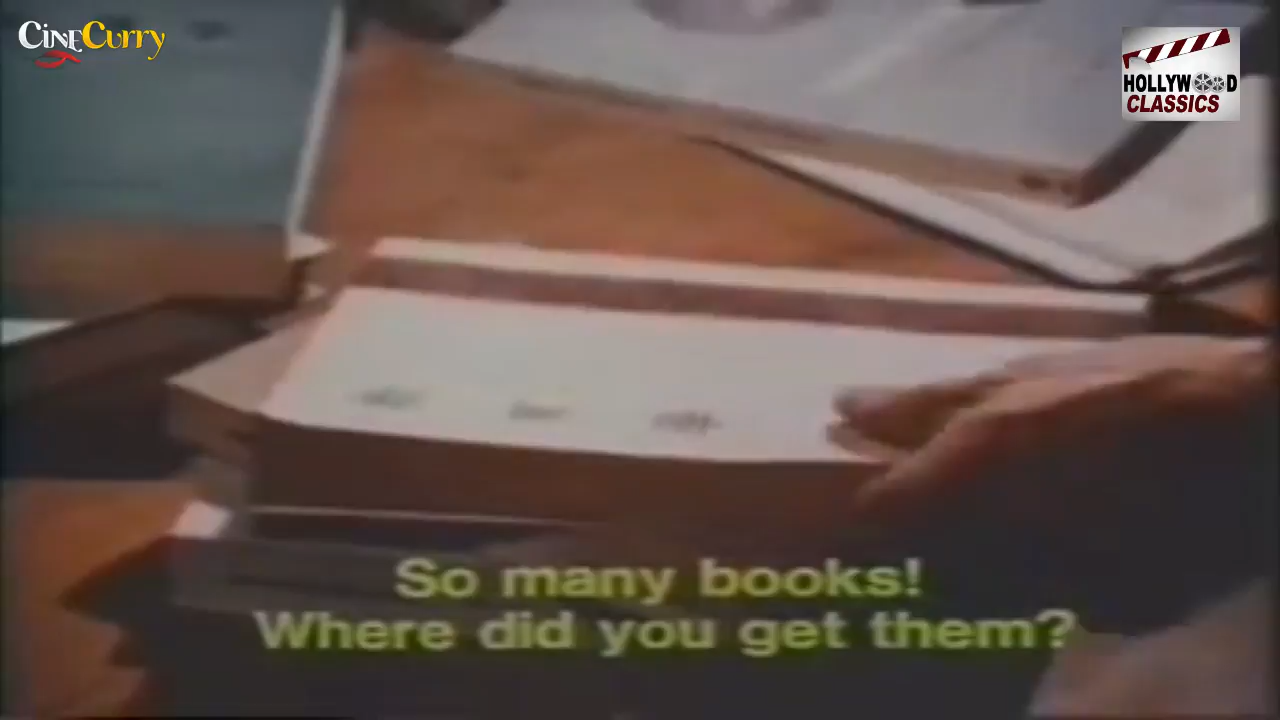 CineCurry
HOLLYWOOD
CLASSICS
So many books!
Where did you get them?